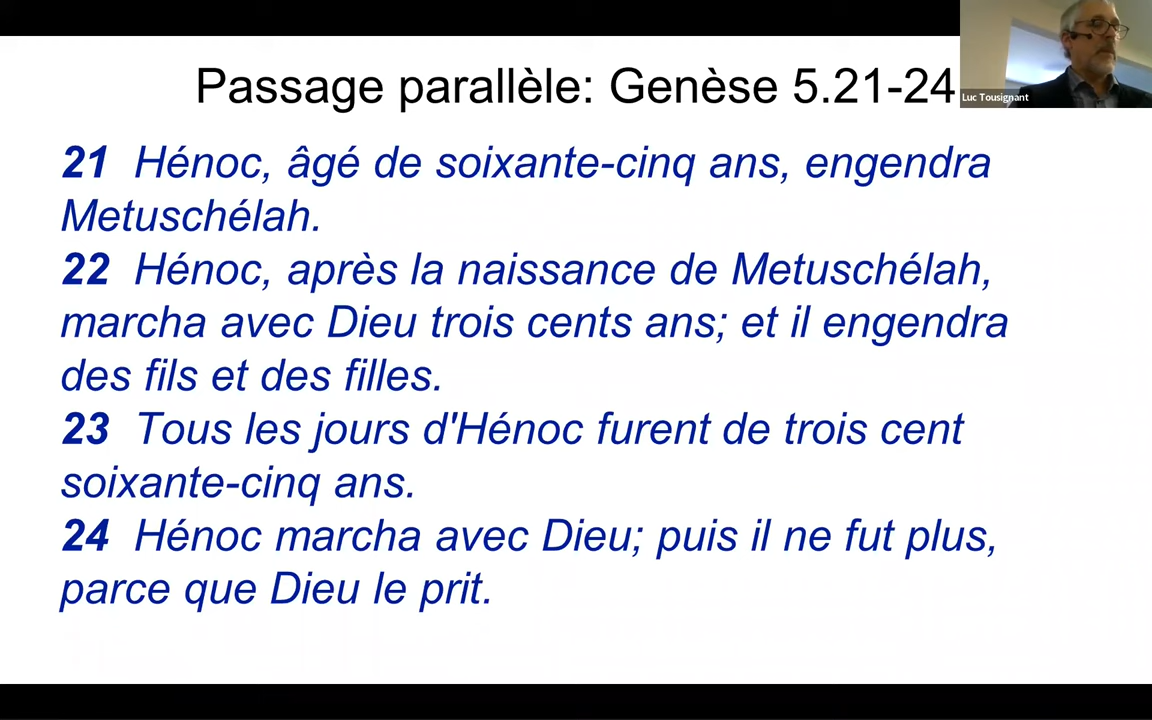 Passage parallèle: Genèse 5.21-24
Luc Tousignant
21 Hénoc, âgé de soixante-cinq ans, engendra
Metuschélah.
22 Hénoc, après la naissance de Metuschélah,
marcha avec Dieu trois cents ans; et il engendra
des fils et des filles.
23 Tous les jours d'Hénoc furent de trois cent
soixante-cinq ans.
24 Hénoc marcha avec Dieu; puis il ne fut plus,
parce que Dieu le prit.